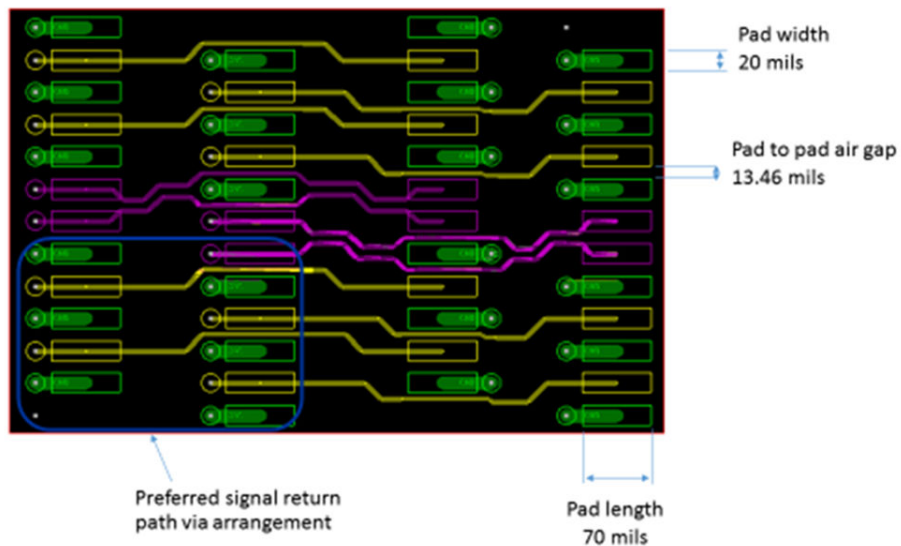 Pad width
20 mils
Pad to pad air gap
13.46 mils
Preferred signal return
path via arrangement
Pad length
70 mils